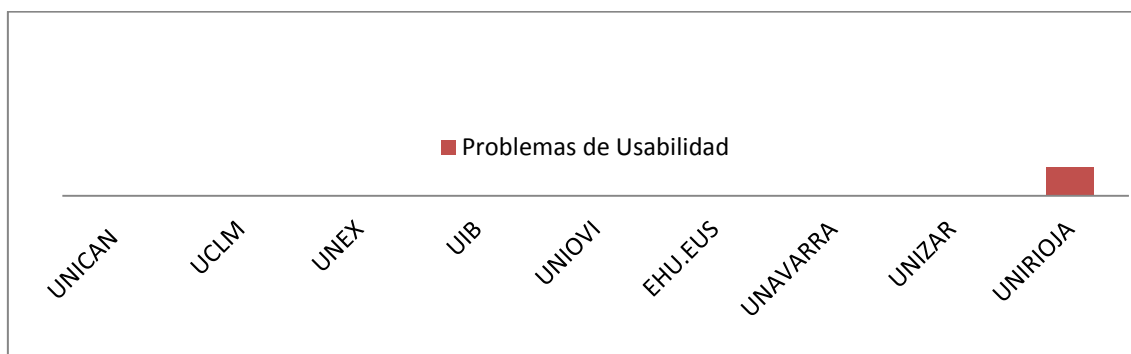 Problemas de Usabilidad
UNICAN
UCLM
UNEX
UIB
UNIOVI
EHU.EUS
UNAVARRA
UNIZAR
UNIRIOJA